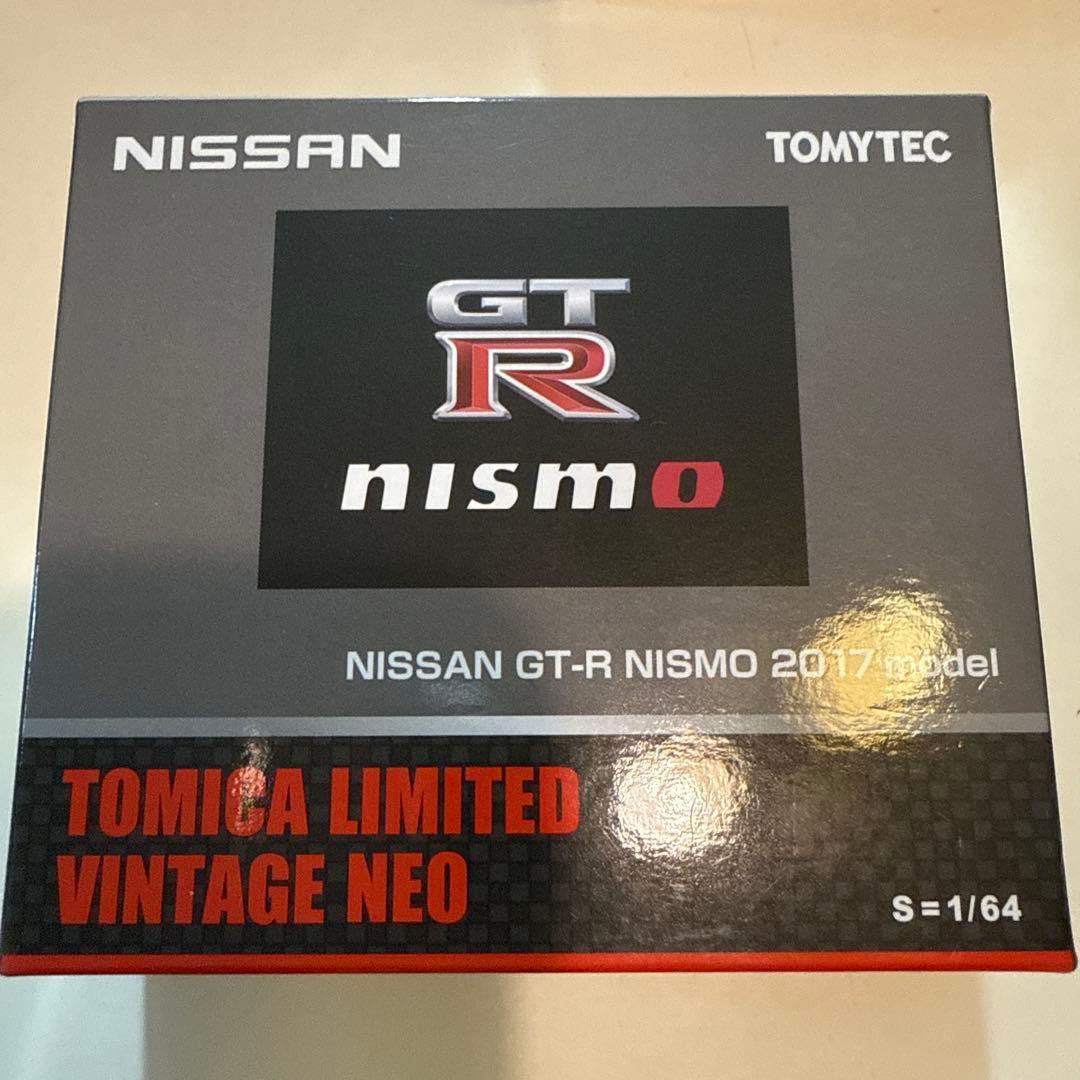 NISSAN
TOMYTEC
GT
R
nismo
NISSAN GT-R NISMO 2017 model
TOMICA LIMITED
VINTAGE NEO
S=1/64